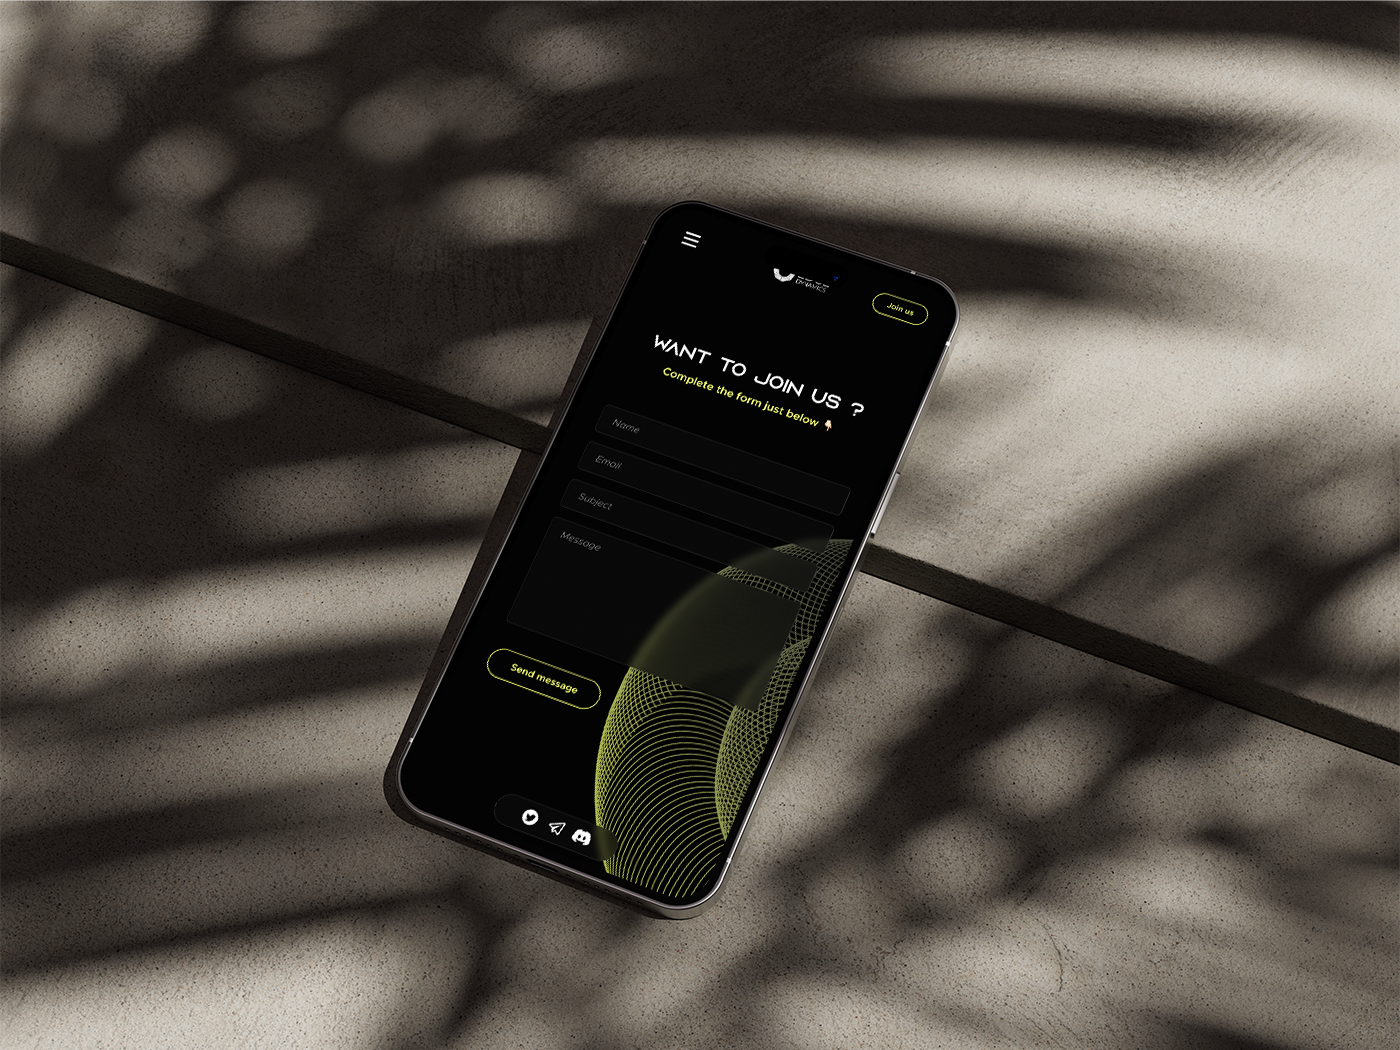 DYNAMICS
Join us
WANT TO JOIN US ?
Complete the form just below 👇🏻
Name
Email
Subject
Message
Send message